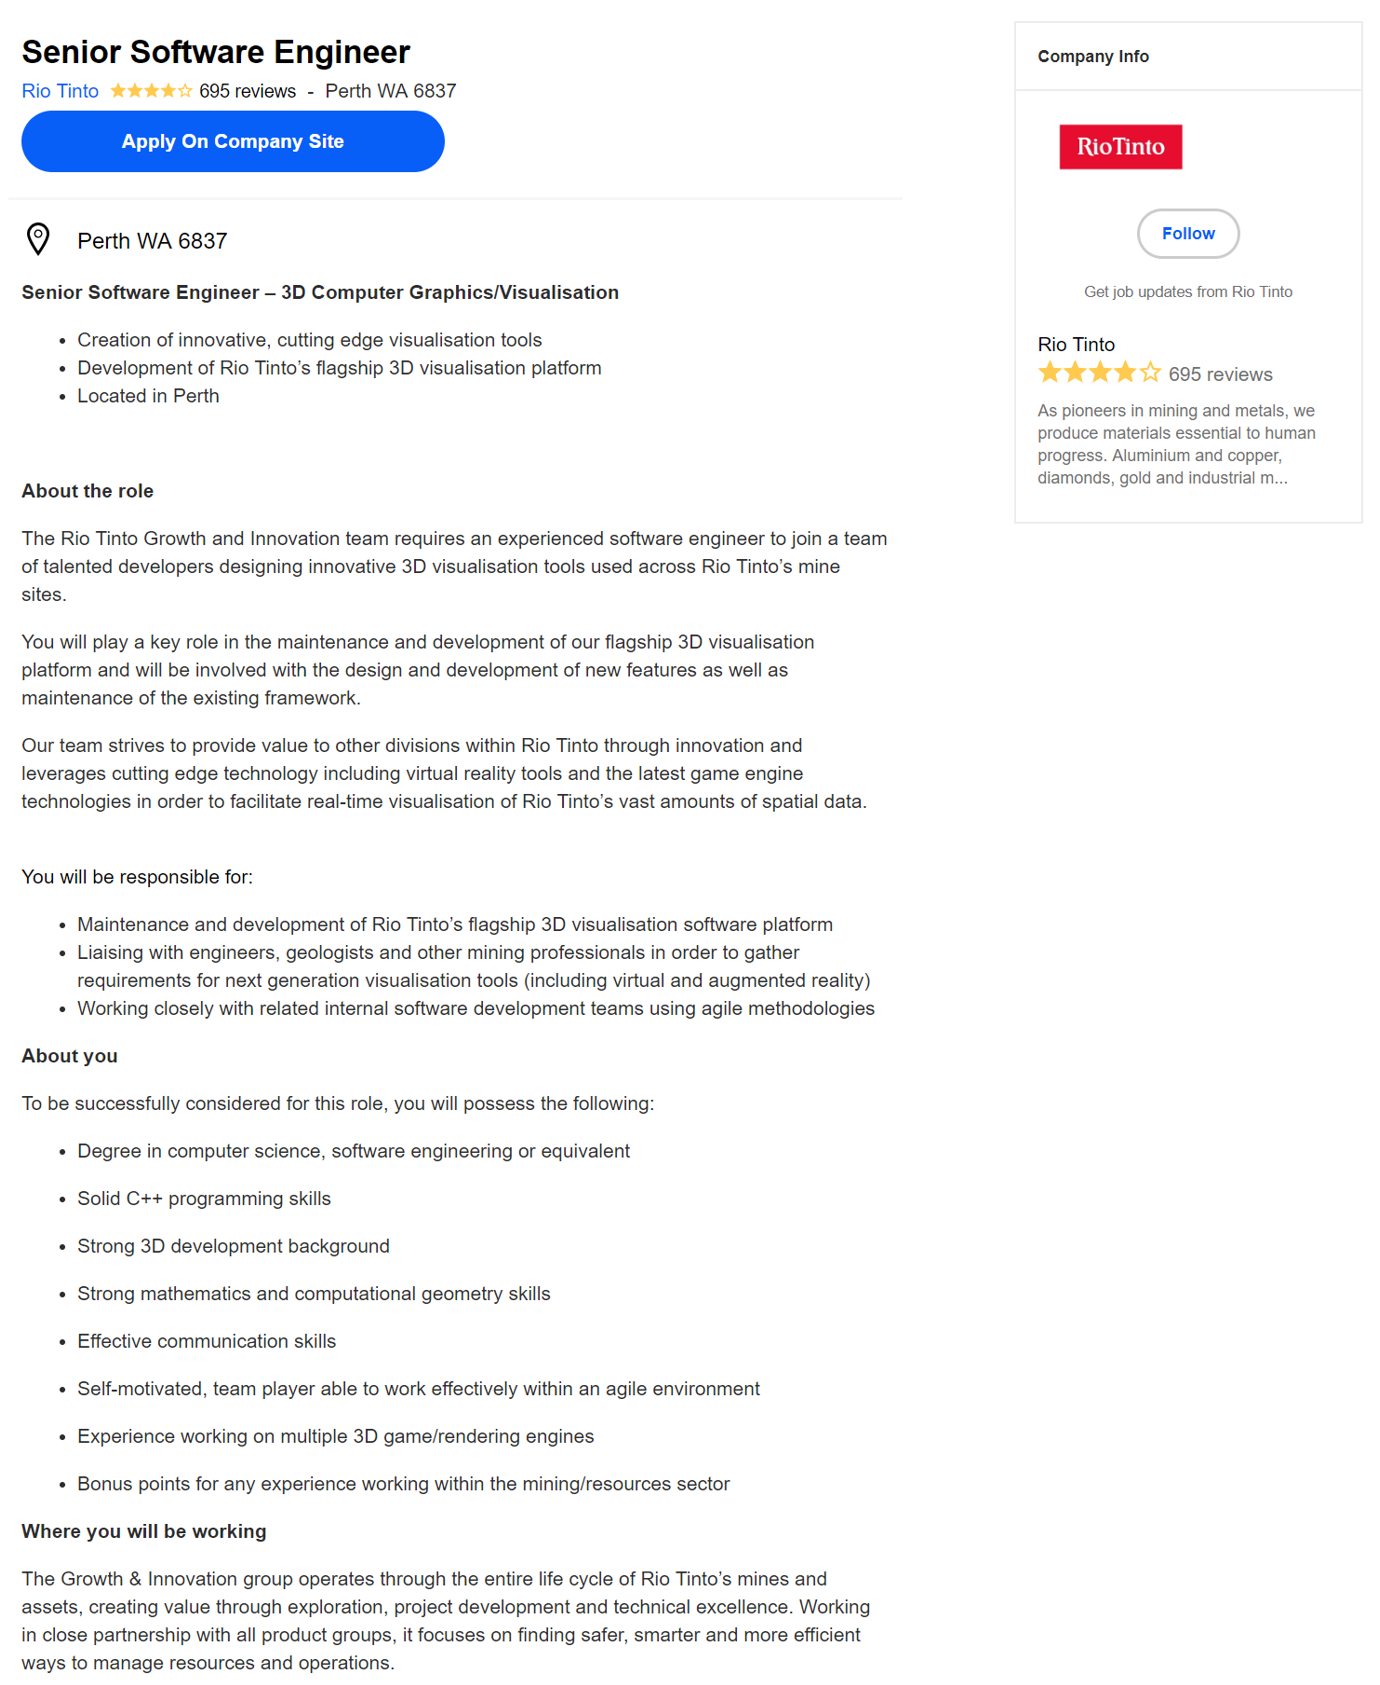 Senior Software Engineer
Rio Tinto 695 reviews - Perth WA 6837
Apply On Company Site
Perth WA 6837
Senior Software Engineer – 3D Computer Graphics/Visualisation
• Creation of innovative, cutting edge visualisation tools
• Development of Rio Tinto’s flagship 3D visualisation platform
• Located in Perth
About the role
The Rio Tinto Growth and Innovation team requires an experienced software engineer to join a team
of talented developers designing innovative 3D visualisation tools used across Rio Tinto’s mine
sites.
You will play a key role in the maintenance and development of our flagship 3D visualisation
platform and will be involved with the design and development of new features as well as
maintenance of the existing framework.
Our team strives to provide value to other divisions within Rio Tinto through innovation and
leverages cutting edge technology including virtual reality tools and the latest game engine
technologies in order to facilitate real-time visualisation of Rio Tinto’s vast amounts of spatial data.
You will be responsible for:
• Maintenance and development of Rio Tinto’s flagship 3D visualisation software platform
• Liaising with engineers, geologists and other mining professionals in order to gather
requirements for next generation visualisation tools (including virtual and augmented reality)
• Working closely with related internal software development teams using agile methodologies
About you
To be successfully considered for this role, you will possess the following:
• Degree in computer science, software engineering or equivalent
• Solid C++ programming skills
• Strong 3D development background
• Strong mathematics and computational geometry skills
• Effective communication skills
• Self-motivated, team player able to work effectively within an agile environment
• Experience working on multiple 3D game/rendering engines
• Bonus points for any experience working within the mining/resources sector
Where you will be working
The Growth & Innovation group operates through the entire life cycle of Rio Tinto’s mines and
assets, creating value through exploration, project development and technical excellence. Working
in close partnership with all product groups, it focuses on finding safer, smarter and more efficient
ways to manage resources and operations.
Company Info
RioTinto
Follow
Get job updates from Rio Tinto
Rio Tinto
695 reviews
As pioneers in mining and metals, we
produce materials essential to human
progress. Aluminium and copper,
diamonds, gold and industrial m...